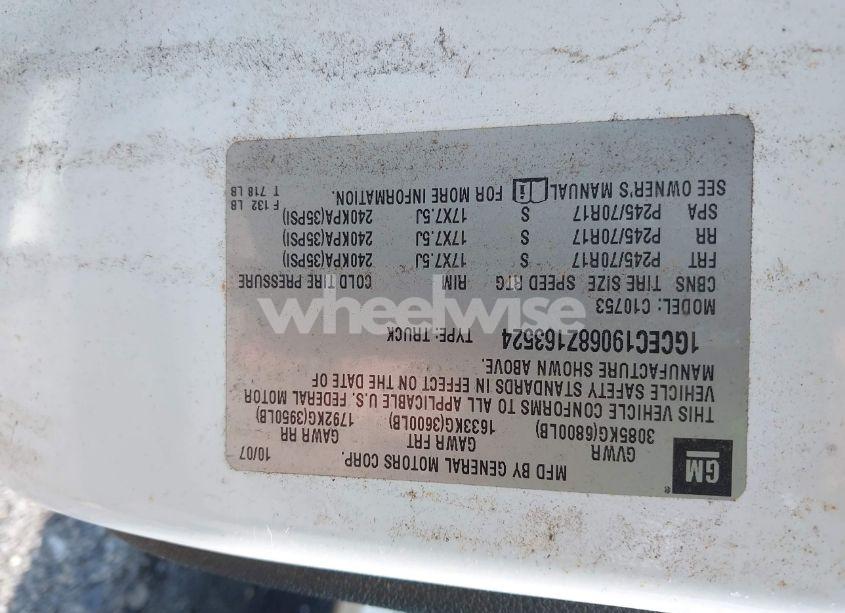 GM
MFD BY GENERAL MOTORS CORP. 10/07
GVWR GAWR FRT GAWR RR
3085KG(6800LB) 1633KG(3600LB) 1792KG(3950LB)
THIS VEHICLE CONFORMS TO ALL APPLICABLE U.S. FEDERAL MOTOR
VEHICLE SAFETY STANDARDS IN EFFECT ON THE DATE OF
MANUFACTURE SHOWN ABOVE.
1GCEC19068Z163524 TYPE: TRUCK
MODEL: C10753
CBNS TIRE SIZE SPEED RTG RIM COLD TIRE PRESSURE
FRT P245/70R17 S 17X7.5J 240KPA(35PSI)
RR P245/70R17 S 17X7.5J 240KPA(35PSI)
SPA P245/70R17 S 17X7.5J 240KPA(35PSI)
SEE OWNER'S MANUAL FOR MORE INFORMATION.
F 132 LB
T 718 LB
wheelwise